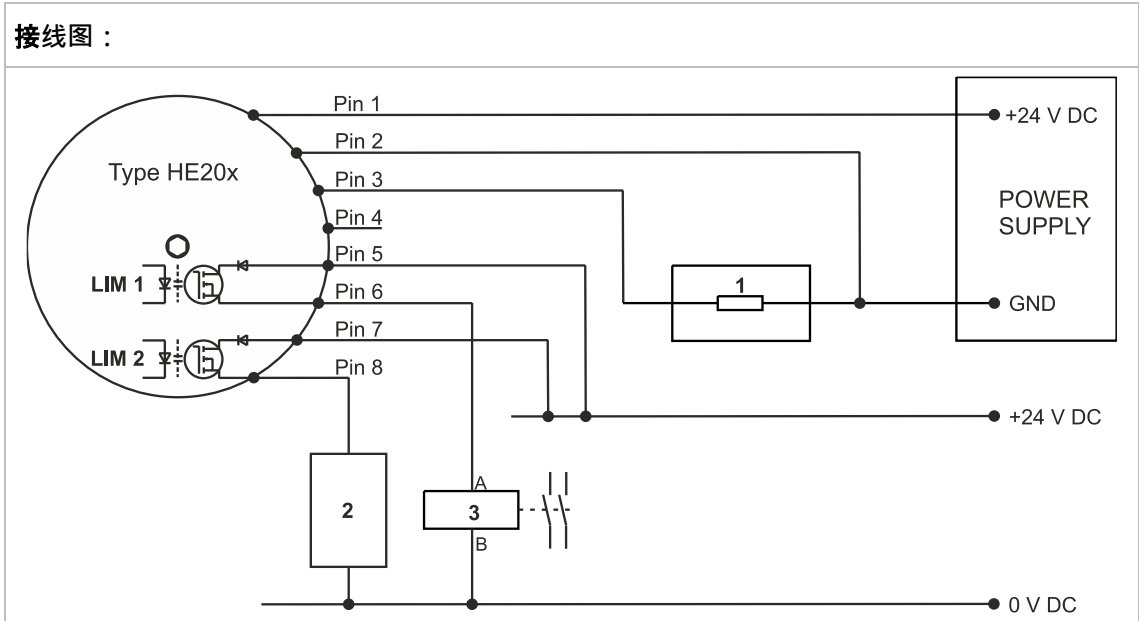 接线图：
Pin 1
+24 V DC
Pin 2
Type HE20x
Pin 3
POWER
SUPPLY
Pin 4
Pin 5
LIM 1
1
Pin 6
GND
Pin 7
LIM 2
Pin 8
+24 V DC
A
2
3
B
0 V DC